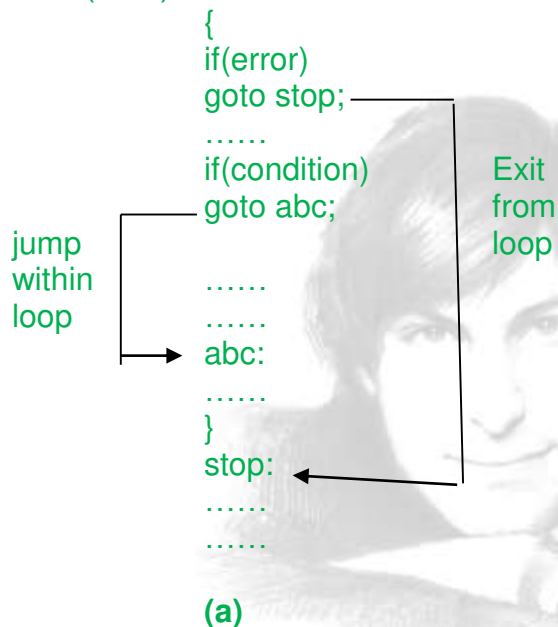 {
if(error)
goto stop;
……
if(condition)
goto abc;
Exit
from
loop
jump
within
loop
……
……
abc:
……
}
stop:
……
……
(a)